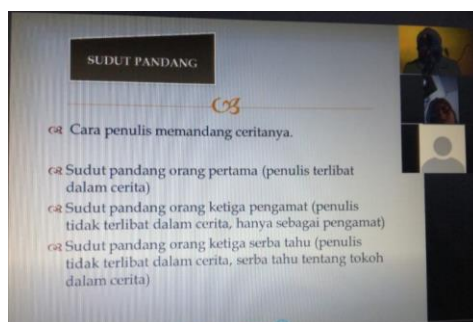 SUDUT PANDANG
Cara penulis memandang ceritanya.
Sudut pandang orang pertama (penulis terlibat
dalam cerita)
Sudut pandang orang ketiga pengamat (penulis
tidak terlibat dalam cerita, hanya sebagai pengamat)
Sudut pandang orang ketiga serba tahu (penulis
tidak terlibat dalam cerita, serba tahu tentang tokoh
dalam cerita)